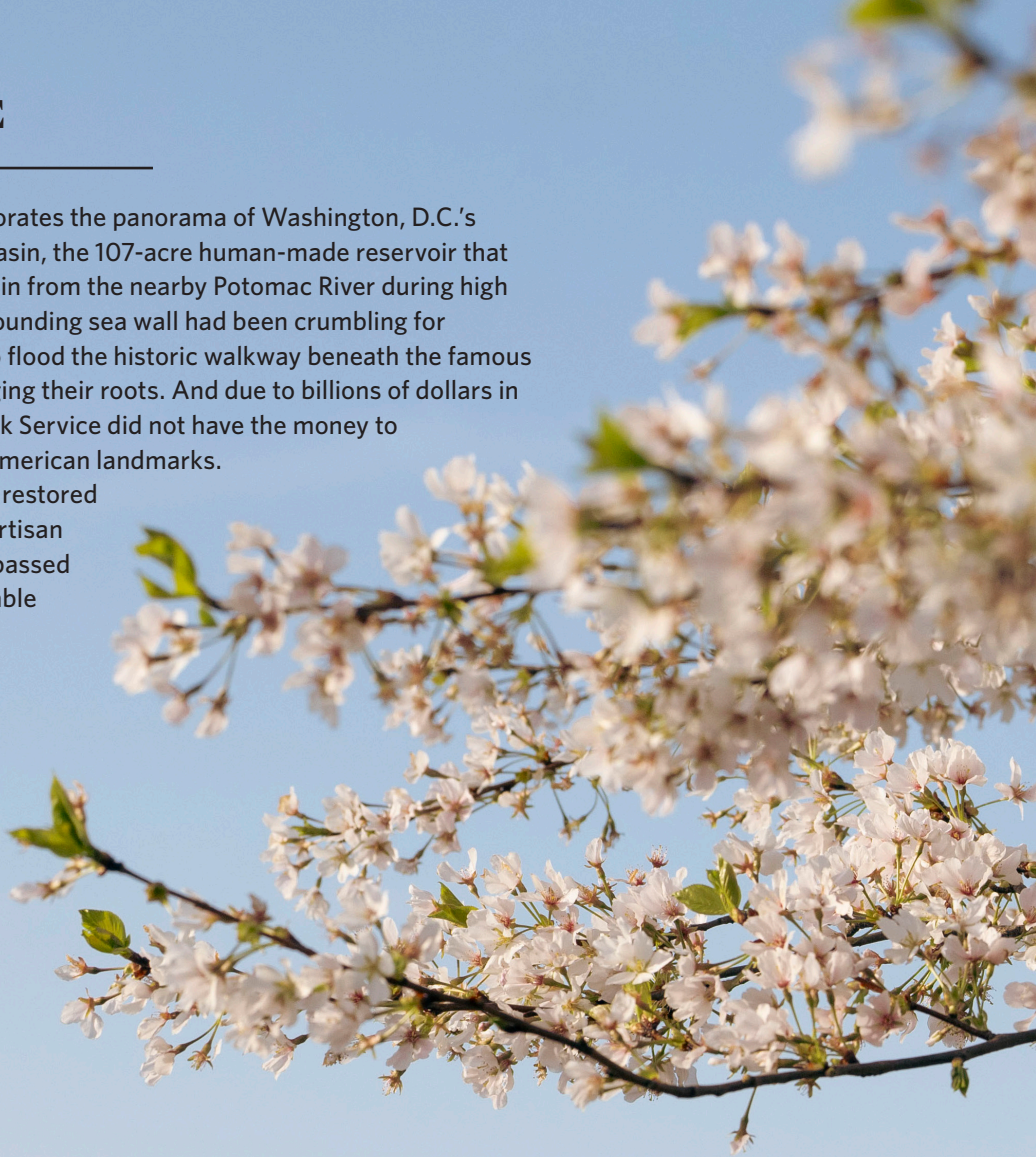 E
orates the panorama of Washington, D.C.’s
asin, the 107-acre human-made reservoir that
in from the nearby Potomac River during high
ounding sea wall had been crumbling for
flood the historic walkway beneath the famous
ing their roots. And due to billions of dollars in
k Service did not have the money to
merican landmarks.
restored
rtisan
passed
able